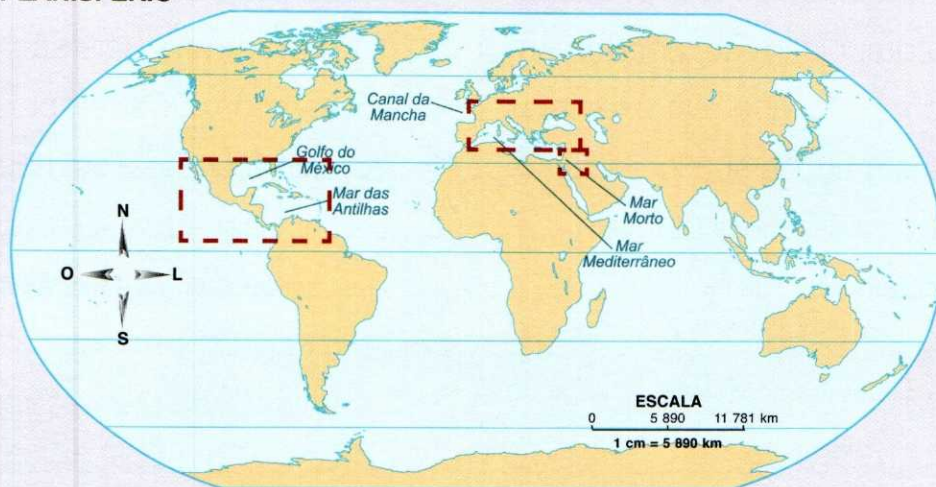 Canal da
Mancha
Golfo do
México
Mar das
Antilhas
Mar
Morto
Mar
Mediterrâneo
N
O
L
S
ESCALA
0 5 890 11 781 km
1 cm = 5 890 km